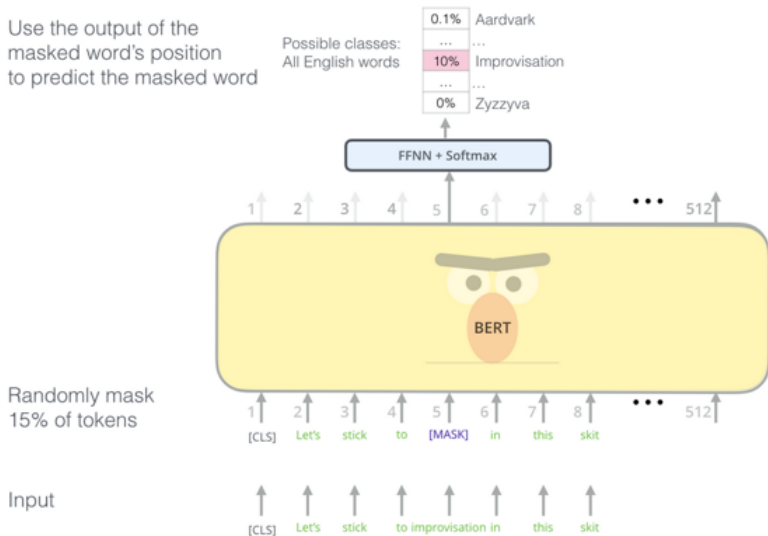 Use the output of the
masked word's position
to predict the masked word
Possible classes:
All English words
0.1% Aardvark
... ...
10% Improvisation
... ...
0% Zyzzyva
FFNN + Softmax
1 2 3 4 5 6 7 8 ••• 512
BERT
Randomly mask
15% of tokens
1 2 3 4 5 6 7 8 ••• 512
[CLS] Let's stick to [MASK] in this skit
Input
[CLS] Let's stick to improvisation in this skit